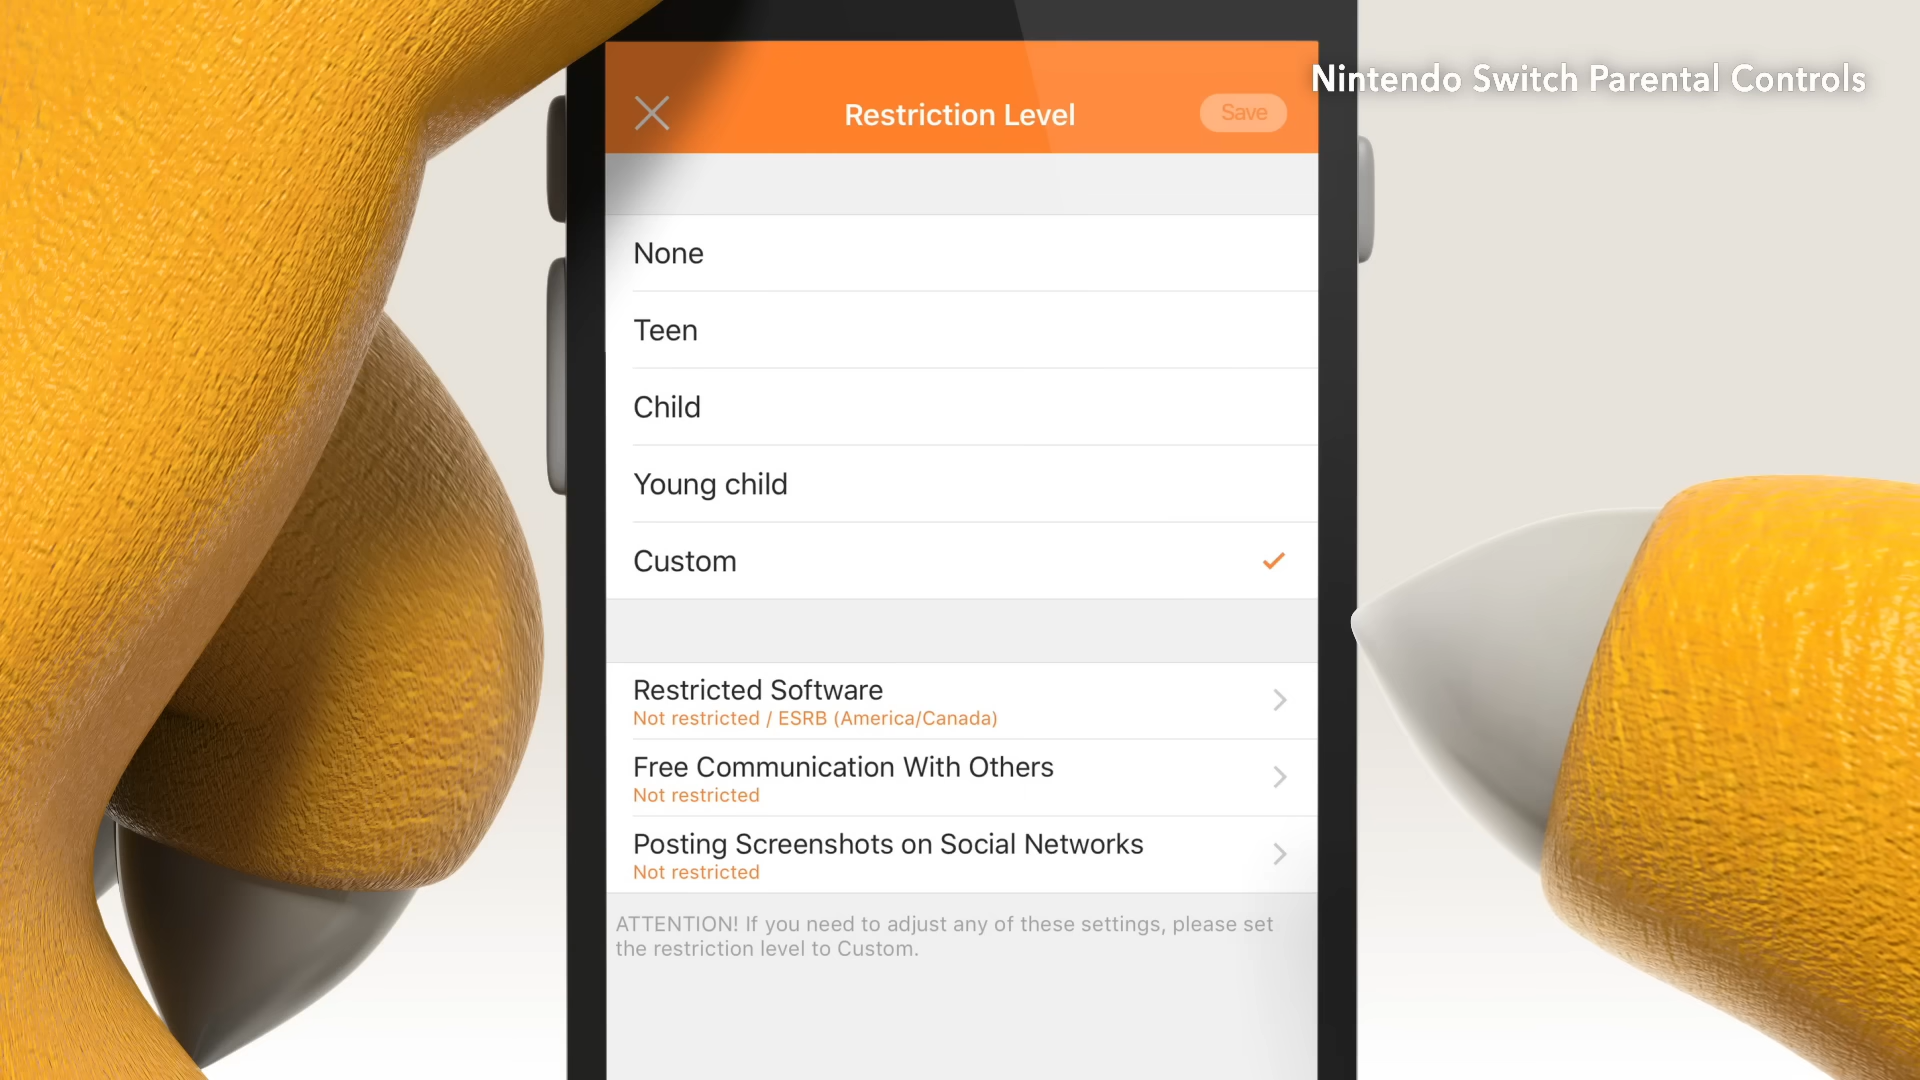 Nintendo Switch Parental Controls
Restriction Level
Save
None
Teen
Child
Young child
Custom
Restricted Software
Not restricted / ESRB (America/Canada)
Free Communication With Others
Not restricted
Posting Screenshots on Social Networks
Not restricted
ATTENTION! If you need to adjust any of these settings, please set
the restriction level to Custom.